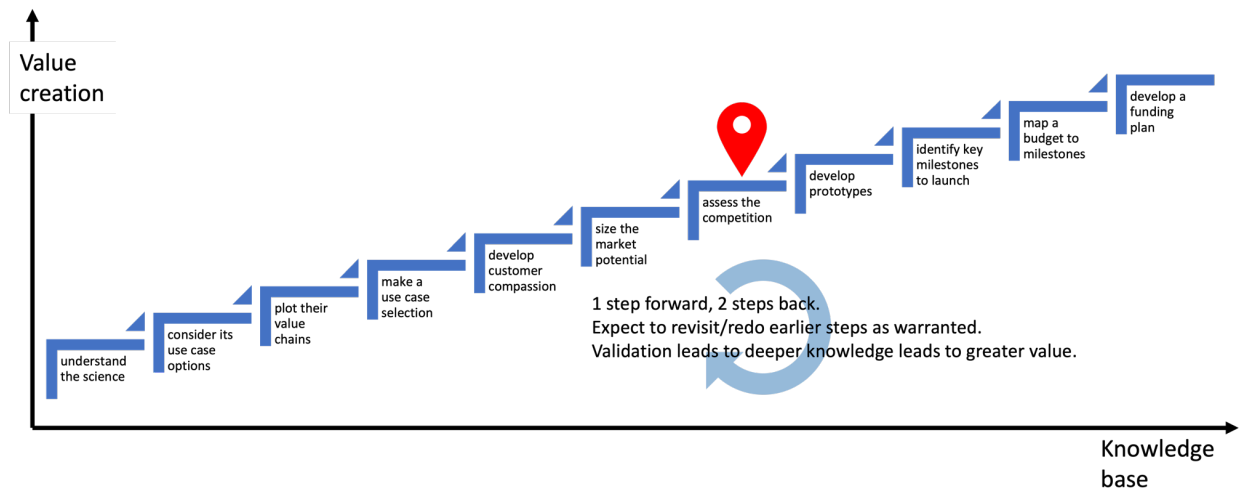 Value
creation
understand
the science
consider its
use case
options
plot their
value
chains
make a
use case
selection
develop
customer
compassion
size the
market
potential
assess the
competition
develop
prototypes
identify key
milestones
to launch
map a
budget to
milestones
develop a
funding
plan
1 step forward, 2 steps back.
Expect to revisit/redo earlier steps as warranted.
Validation leads to deeper knowledge leads to greater value.
Knowledge
base